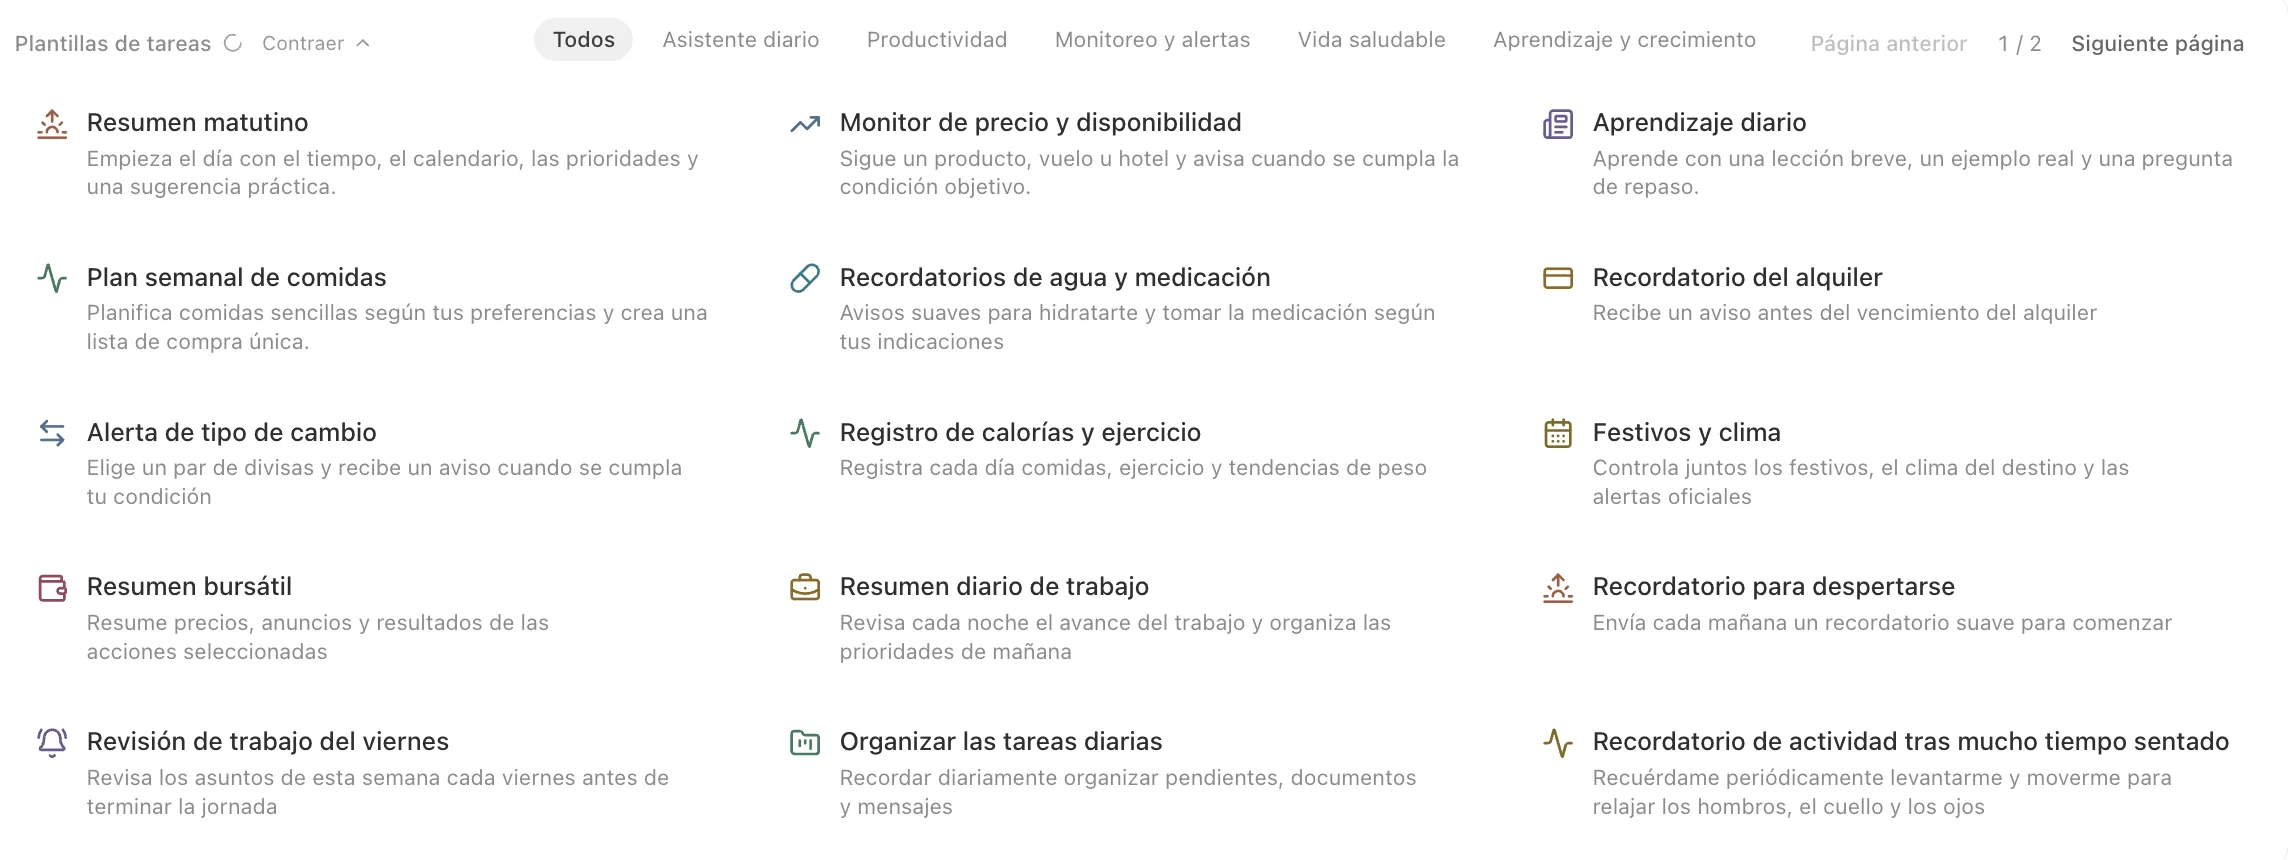 Plantillas de tareas
Contraer
Todos
Asistente diario
Productividad
Monitoreo y alertas
Vida saludable
Aprendizaje y crecimiento
Página anterior
1 / 2
Siguiente página
Resumen matutino
Empieza el día con el tiempo, el calendario, las prioridades y
una sugerencia práctica.
Monitor de precio y disponibilidad
Sigue un producto, vuelo u hotel y avisa cuando se cumpla la
condición objetivo.
Aprendizaje diario
Aprende con una lección breve, un ejemplo real y una pregunta
de repaso.
Plan semanal de comidas
Planifica comidas sencillas según tus preferencias y crea una
lista de compra única.
Recordatorios de agua y medicación
Avisos suaves para hidratarte y tomar la medicación según
tus indicaciones
Recordatorio del alquiler
Recibe un aviso antes del vencimiento del alquiler
Alerta de tipo de cambio
Elige un par de divisas y recibe un aviso cuando se cumpla
tu condición
Registro de calorías y ejercicio
Registra cada día comidas, ejercicio y tendencias de peso
Festivos y clima
Controla juntos los festivos, el clima del destino y las
alertas oficiales
Resumen bursátil
Resume precios, anuncios y resultados de las
acciones seleccionadas
Resumen diario de trabajo
Revisa cada noche el avance del trabajo y organiza las
prioridades de mañana
Recordatorio para despertarse
Envía cada mañana un recordatorio suave para comenzar
Revisión de trabajo del viernes
Revisa los asuntos de esta semana cada viernes antes de
terminar la jornada
Organizar las tareas diarias
Recordar diariamente organizar pendientes, documentos
y mensajes
Recordatorio de actividad tras mucho tiempo sentado
Recuérdame periódicamente levantarme y moverme para
relajar los hombros, el cuello y los ojos